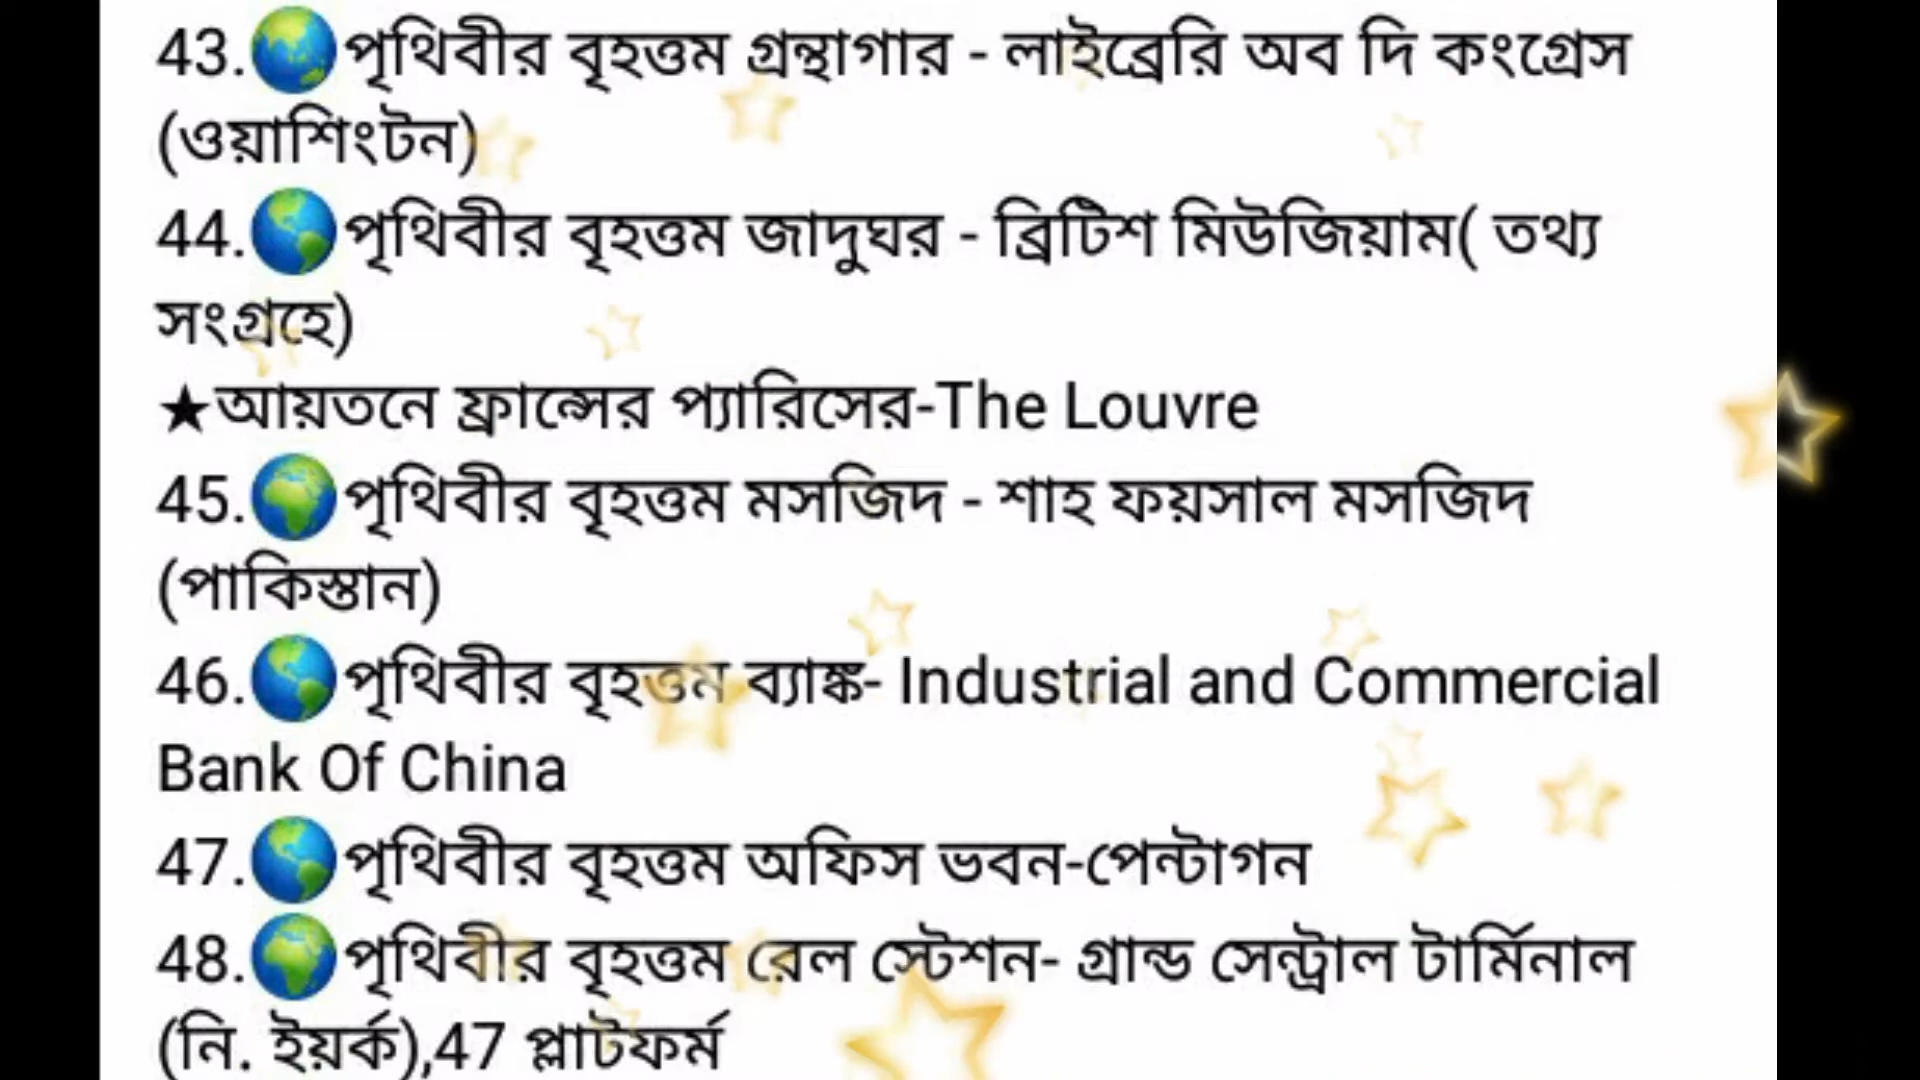 43.🌏পৃথিবীর বৃহত্তম গ্রন্থাগার - লাইব্রেরি অব দি কংগ্রেস
(ওয়াশিংটন)
44.🌎পৃথিবীর বৃহত্তম জাদুঘর - ব্রিটিশ মিউজিয়াম( তথ্য
সংগ্রহে)
★আয়তনে ফ্রান্সের প্যারিসের-The Louvre
45.🌍পৃথিবীর বৃহত্তম মসজিদ - শাহ ফয়সাল মসজিদ
(পাকিস্তান)
46.🌎পৃথিবীর বৃহত্তম ব্যাঙ্ক- Industrial and Commercial
Bank Of China
47.🌎পৃথিবীর বৃহত্তম অফিস ভবন-পেন্টাগন
48.🌍পৃথিবীর বৃহত্তম রেল স্টেশন- গ্রান্ড সেন্ট্রাল টার্মিনাল
(নি. ইয়র্ক),47 প্লাটফর্ম